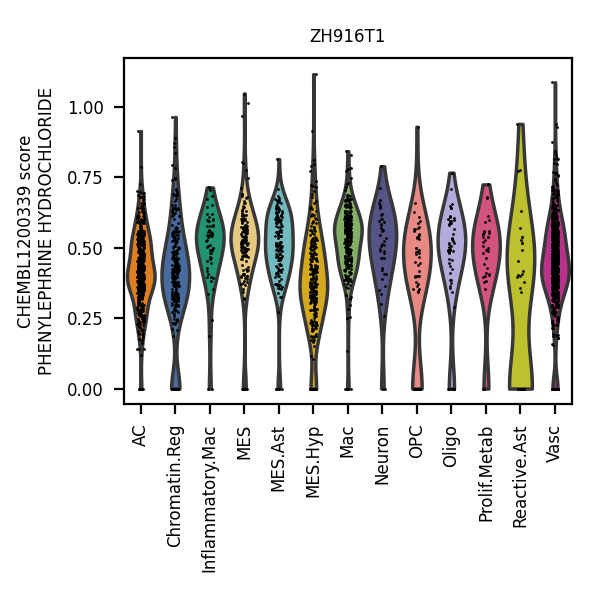 ZH916T1
CHEMBL1200339 score
PHENYLEPHRINE HYDROCHLORIDE
1.00
0.75
0.50
0.25
0.00
AC
Chromatin.Reg
Inflammatory.Mac
MES
MES.Ast
MES.Hyp
Mac
Neuron
OPC
Oligo
Prolif.Metab
Reactive.Ast
Vasc